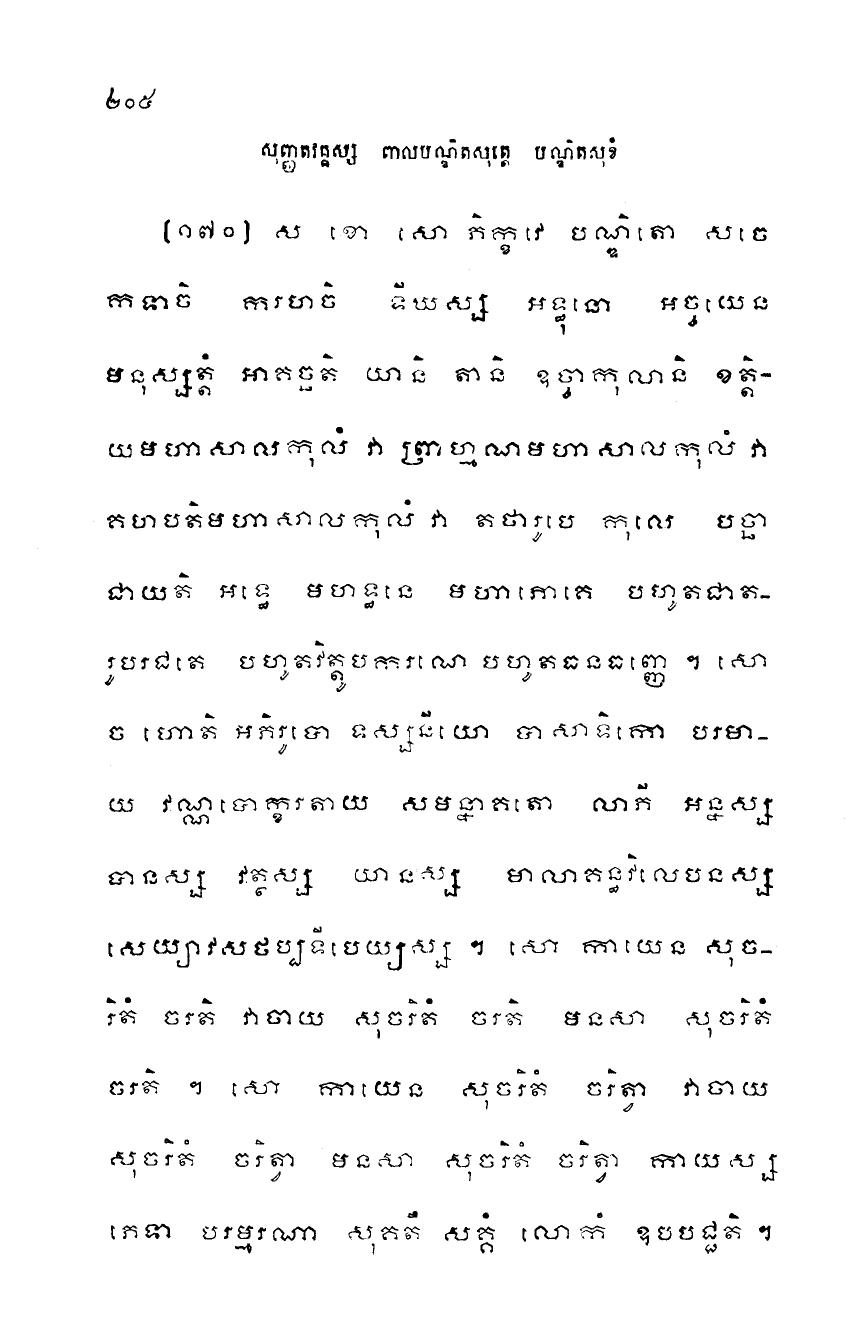 ២០៥
សុញ្ញតវគ្គស្ស ពាលបណ្ឌិតសុត្តេ បណ្ឌិតសុខំ
(១៧០) ស ខោ សោ ភិក្ខវេ បណ្ឌិតោ សចេ
កទាចិ ករហចិ ទីឃស្ស អទ្ធុនោ អច្ចយេន
មនុស្សត្តំ អាគច្ឆតិ យានិ តានិ ឧច្ចាកុលានិ ខត្តិ-
យមហាសាលកុលំ វា ព្រាហ្មណមហាសាលកុលំ វា
គហបតិមហាសាលកុលំ វា តថារូបេ កុលេ បច្ឆា
ជាយតិ អឌ្ឍេ មហទ្ធនេ មហាភោគេ បហូតជាត-
រូបរជតេ បហូតវិត្តូបករណេ បហូតធនធញ្ញេ ។ សោ
ច ហោតិ អភិរូបោ ទស្សនីយោ បាសាទិកោ បរមា-
យ វណ្ណបោក្ខរតាយ សមន្នាគតោ លាភី អន្នស្ស
បានស្ស វត្ថស្ស យានស្ស មាលាគន្ធវិលេបនស្ស
សេយ្យាវសថប្បទីបេយ្យស្ស ។ សោ កាយេន សុច-
រិតំ ចរតិ វាចាយ សុចរិតំ ចរតិ មនសា សុចរិតំ
ចរតិ ។ សោ កាយេន សុចរិតំ ចរិត្វា វាចាយ
សុចរិតំ ចរិត្វា មនសា សុចរិតំ ចរិត្វា កាយស្ស
ភេទា បរម្មរណា សុគតឹ សគ្គំ លោកំ ឧបបជ្ជតិ ។